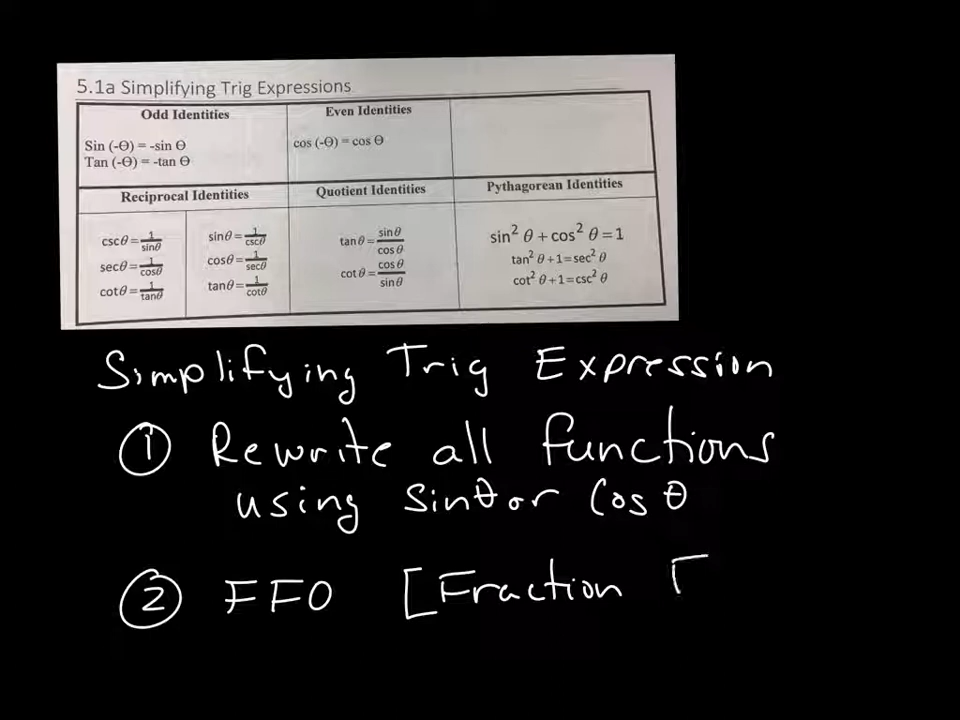 5.1a Simplifying Trig Expressions
Odd Identities
Sin (-Θ) = -sin Θ
Tan (-Θ) = -tan Θ
Even Identities
cos (-Θ) = cos Θ
Reciprocal Identities
cscθ = 1/sinθ
secθ = 1/cosθ
cotθ = 1/tanθ
sinθ = 1/cscθ
cosθ = 1/secθ
tanθ = 1/cotθ
Quotient Identities
tanθ = sinθ/cosθ
cotθ = cosθ/sinθ
Pythagorean Identities
sin² θ + cos² θ = 1
tan² θ + 1 = sec² θ
cot² θ + 1 = csc² θ
Simplifying Trig Expression
① Rewrite all functions
using sinθ or Cos θ
② FFO [Fraction